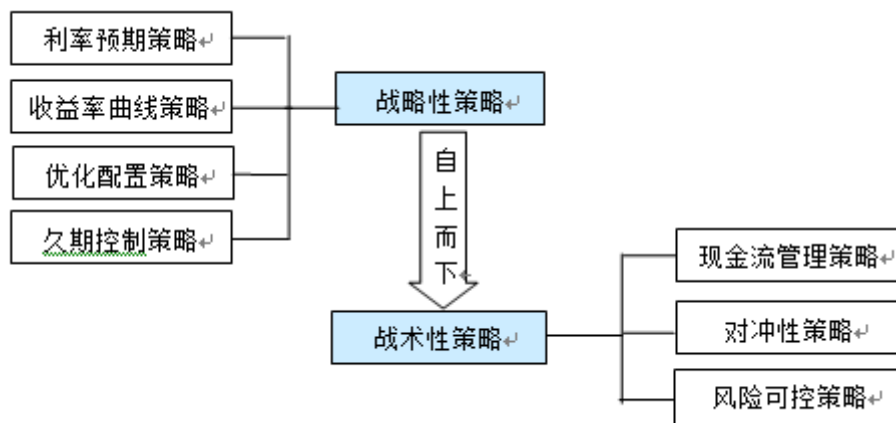 利率预期策略
收益率曲线策略
优化配置策略
久期控制策略
战略性策略
自
上
而
下
战术性策略
现金流管理策略
对冲性策略
风险可控策略